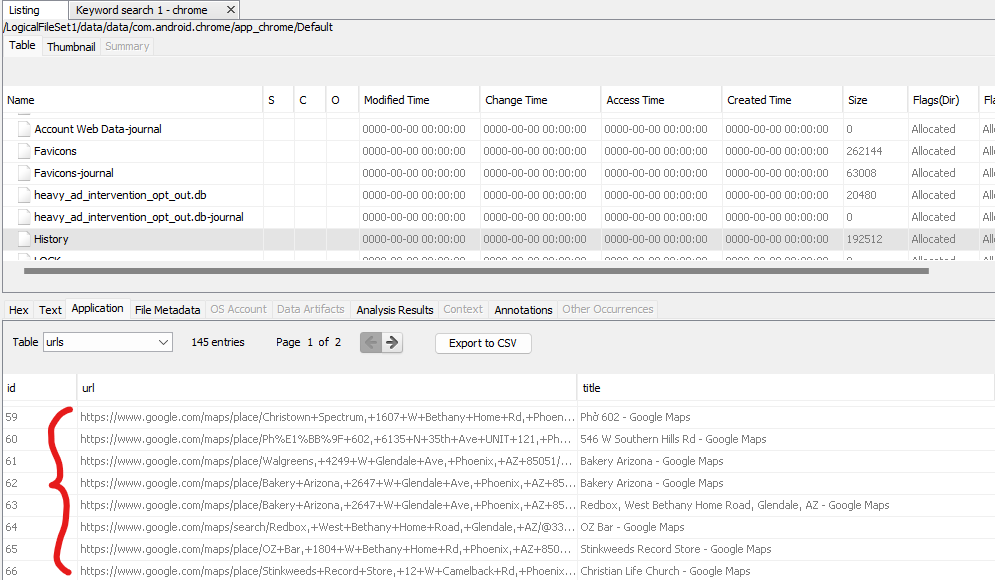 Listing Keyword search 1 - chrome ✕
/LogicalFileSet1/data/data/com.android.chrome/app_chrome/Default
Table Thumbnail Summary
Name S C O Modified Time Change Time Access Time Created Time Size Flags(Dir) Fla
Account Web Data-journal 0000-00-00 00:00:00 0000-00-00 00:00:00 0000-00-00 00:00:00 0000-00-00 00:00:00 0 Allocated All
Favicons 0000-00-00 00:00:00 0000-00-00 00:00:00 0000-00-00 00:00:00 0000-00-00 00:00:00 262144 Allocated All
Favicons-journal 0000-00-00 00:00:00 0000-00-00 00:00:00 0000-00-00 00:00:00 0000-00-00 00:00:00 63008 Allocated All
heavy_ad_intervention_opt_out.db 0000-00-00 00:00:00 0000-00-00 00:00:00 0000-00-00 00:00:00 0000-00-00 00:00:00 20480 Allocated All
heavy_ad_intervention_opt_out.db-journal 0000-00-00 00:00:00 0000-00-00 00:00:00 0000-00-00 00:00:00 0000-00-00 00:00:00 0 Allocated All
History 0000-00-00 00:00:00 0000-00-00 00:00:00 0000-00-00 00:00:00 0000-00-00 00:00:00 192512 Allocated All
Hex Text Application File Metadata OS Account Data Artifacts Analysis Results Context Annotations Other Occurrences
Table urls 145 entries Page 1 of 2 Export to CSV
id url title
59 https://www.google.com/maps/place/Christown+Spectrum,+1607+W+Bethany+Home+Rd,+Phoen... Phở 602 - Google Maps
60 https://www.google.com/maps/place/Ph%E1%BB%9F+602,+6135+N+35th+Ave+UNIT+121,+Ph... 546 W Southern Hills Rd - Google Maps
61 https://www.google.com/maps/place/Walgreens,+4249+W+Glendale+Ave,+Phoenix,+AZ+85051/... Bakery Arizona - Google Maps
62 https://www.google.com/maps/place/Bakery+Arizona,+2647+W+Glendale+Ave,+Phoenix,+AZ+85... Bakery Arizona - Google Maps
63 https://www.google.com/maps/place/Bakery+Arizona,+2647+W+Glendale+Ave,+Phoenix,+AZ+85... Redbox, West Bethany Home Road, Glendale, AZ - Google Maps
64 https://www.google.com/maps/search/Redbox,+West+Bethany+Home+Road,+Glendale,+AZ/@33... OZ Bar - Google Maps
65 https://www.google.com/maps/place/OZ+Bar,+1804+W+Bethany+Home+Rd,+Phoenix,+AZ+850... Stinkweeds Record Store - Google Maps
66 https://www.google.com/maps/place/Stinkweeds+Record+Store,+12+W+Camelback+Rd,+Phoenix... Christian Life Church - Google Maps